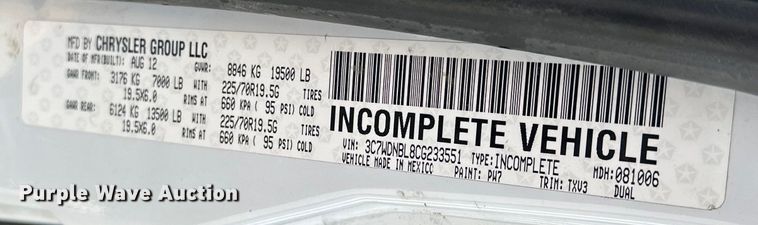 MFD BY CHRYSLER GROUP LLC
DATE OF MFR(BUILT): AUG 12 GVWR: 8846 KG 19500 LB
GAWR FRONT: 3176 KG 7000 LB WITH 225/70R19.5G TIRES
19.5X6.0 RIMS AT 660 KPA ( 95 PSI) COLD
GAWR REAR: 6124 KG 13500 LB WITH 225/70R19.5G TIRES
19.5X6.0 RIMS AT 660 KPA ( 95 PSI) COLD
INCOMPLETE VEHICLE
VIN: 3C7WDNBL8CG233551 TYPE: INCOMPLETE MDH: 081006
VEHICLE MADE IN MEXICO PAINT: PW7 TRIM: TXV3 DUAL
Purple Wave Auction